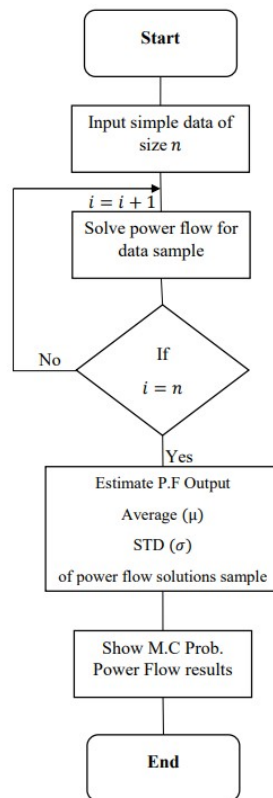 Start
Input simple data of
size n
i = i + 1
Solve power flow for
data sample
If
i = n
No
Yes
Estimate P.F Output
Average (μ)
STD (σ)
of power flow solutions sample
Show M.C Prob.
Power Flow results
End